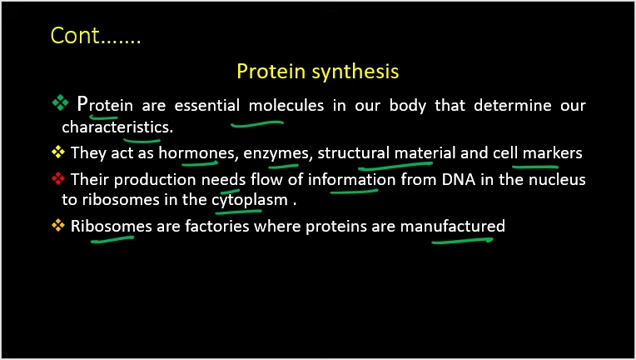 Cont…….
Protein synthesis
Protein are essential molecules in our body that determine our
characteristics.
They act as hormones, enzymes, structural material and cell markers
Their production needs flow of information from DNA in the nucleus
to ribosomes in the cytoplasm .
Ribosomes are factories where proteins are manufactured